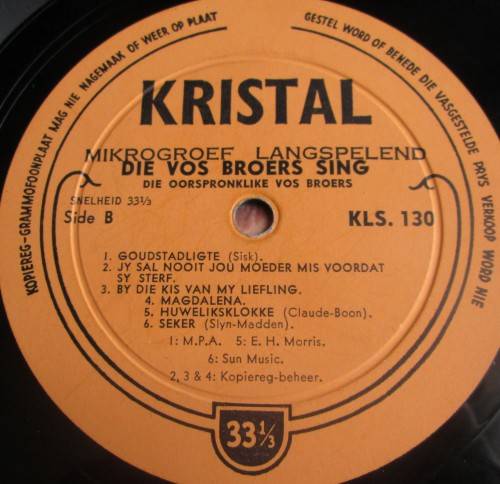 KOPIEREG-GRAMMOFOONPLAAT MAG NIE NAGEMAAK OF WEER OP PLAAT
GESTEL WORD OF BENEDE DIE VASGESTELDE PRYS VERKOOP WORD NIE
KRISTAL
MIKROGROEF LANGSPELEND
DIE VOS BROERS SING
DIE OORSPRONKLIKE VOS BROERS
SNELHEID 33⅓
Side B
KLS. 130
1. GOUDSTADLIGTE (Sisk).
2. JY SAL NOOIT JOU MOEDER MIS VOORDAT
SY STERF.
3. BY DIE KIS VAN MY LIEFLING.
4. MAGDALENA.
5. HUWELIKSKLOKKE (Claude-Boon).
6. SEKER (Slyn-Madden).
1: M.P.A. 5: E. H. Morris.
6: Sun Music.
2, 3 & 4: Kopiereg-beheer.
33⅓